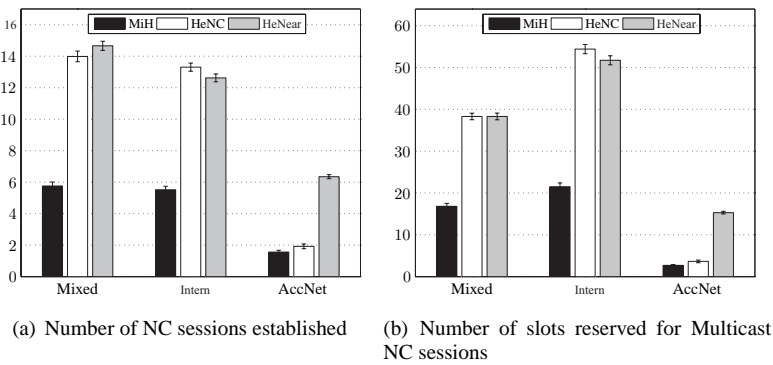 MiH HeNC HeNear
16
14
12
10
8
6
4
2
0
Mixed Intern AccNet
(a) Number of NC sessions established
MiH HeNC HeNear
60
50
40
30
20
10
0
Mixed Intern AccNet
(b) Number of slots reserved for Multicast
NC sessions